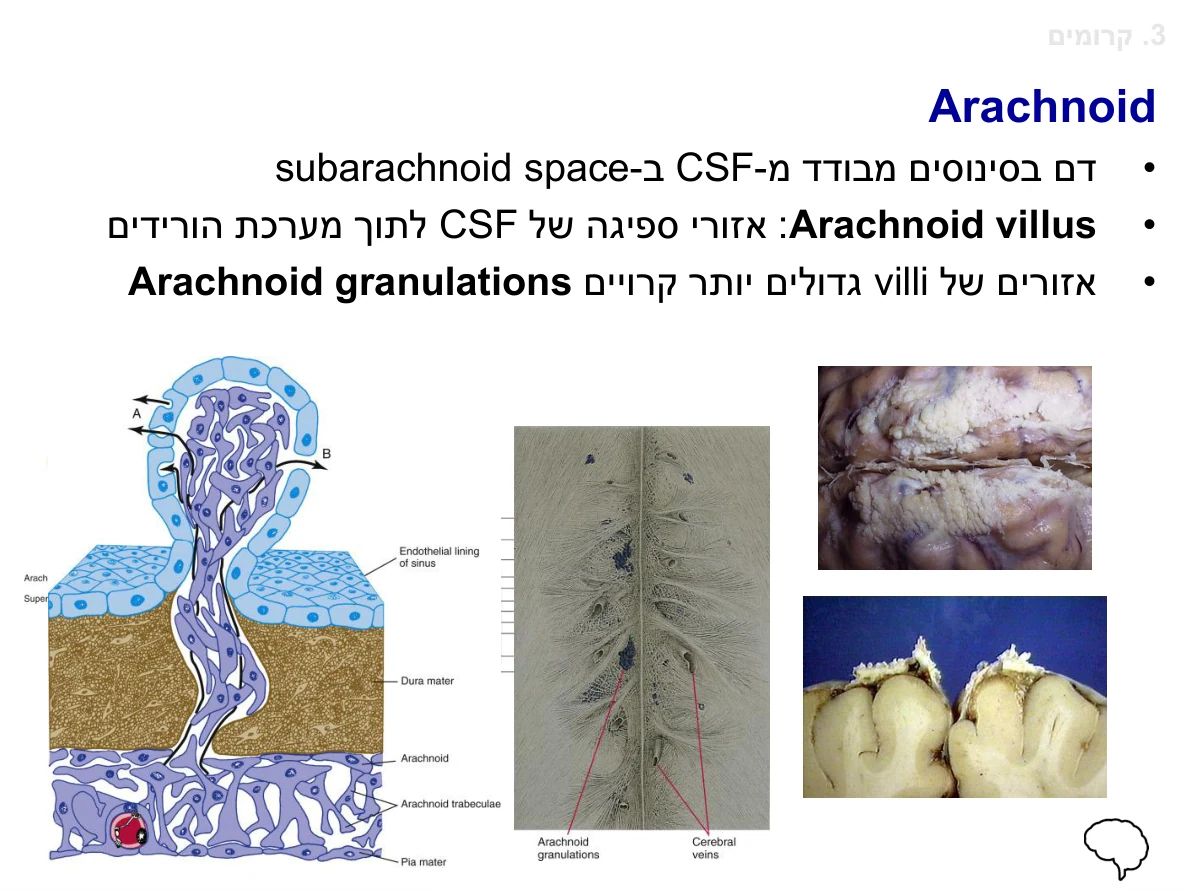 3. קרומים
Arachnoid
• דם בסינוסים מבודד מ-CSF ב-subarachnoid space
• Arachnoid villus: אזורי ספיגה של CSF לתוך מערכת הורידים
• אזורים של villi גדולים יותר קרויים Arachnoid granulations
A
B
Endothelial lining
of sinus
Arach
Super
Dura mater
Arachnoid
Arachnoid trabeculae
Pia mater
Arachnoid
granulations
Cerebral
veins